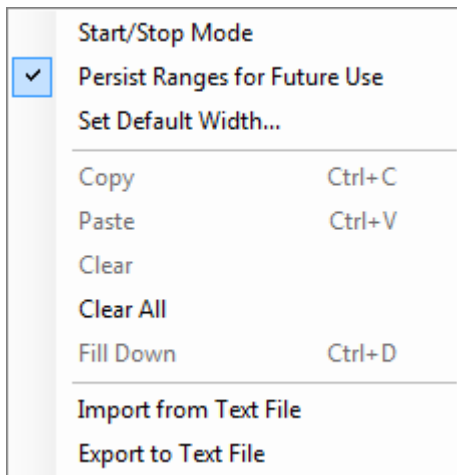 Start/Stop Mode
Persist Ranges for Future Use
Set Default Width...
Copy Ctrl+C
Paste Ctrl+V
Clear
Clear All
Fill Down Ctrl+D
Import from Text File
Export to Text File